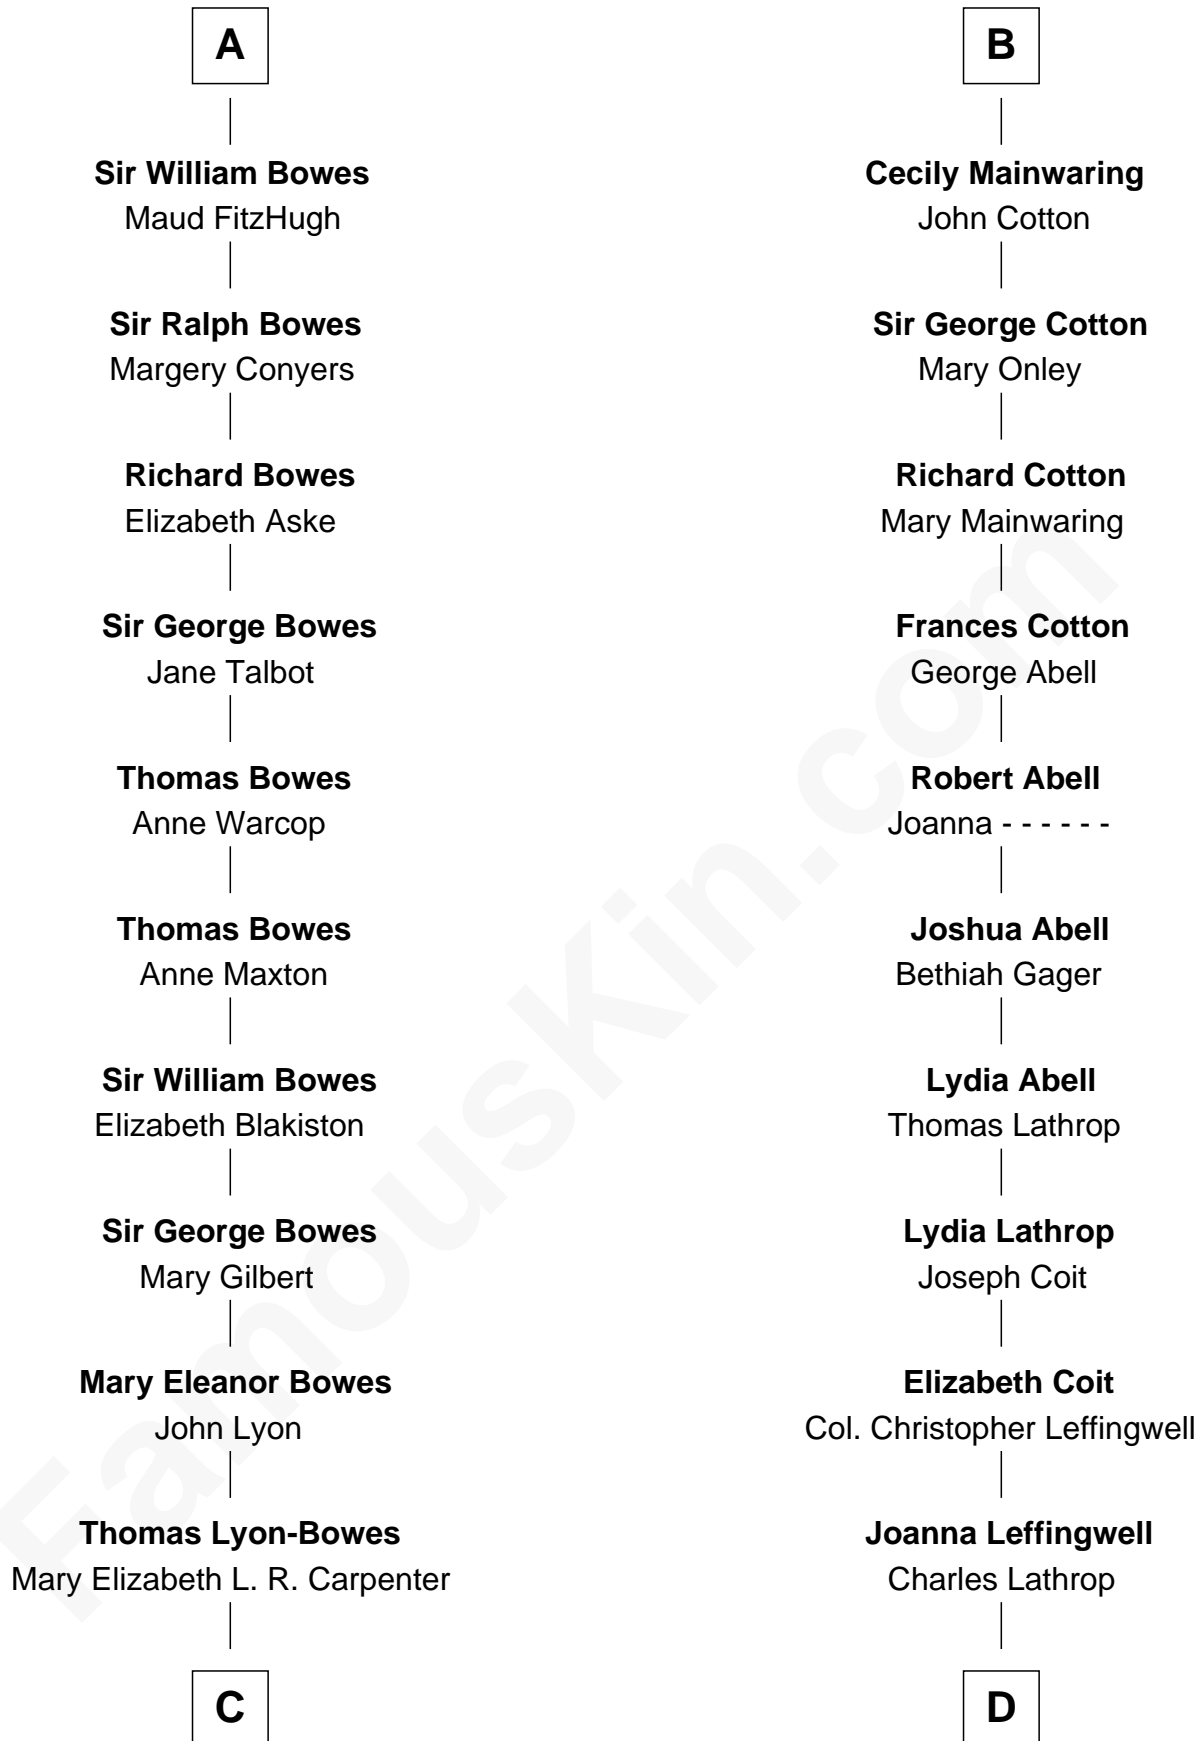 A
Sir William Bowes
Maud FitzHugh
Sir Ralph Bowes
Margery Conyers
Richard Bowes
Elizabeth Aske
Sir George Bowes
Jane Talbot
Thomas Bowes
Anne Warcop
Thomas Bowes
Anne Maxton
Sir William Bowes
Elizabeth Blakiston
Sir George Bowes
Mary Gilbert
Mary Eleanor Bowes
John Lyon
Thomas Lyon-Bowes
Mary Elizabeth L. R. Carpenter
C
B
Cecily Mainwaring
John Cotton
Sir George Cotton
Mary Onley
Richard Cotton
Mary Mainwaring
Frances Cotton
George Abell
Robert Abell
Joanna - - - - - -
Joshua Abell
Bethiah Gager
Lydia Abell
Thomas Lathrop
Lydia Lathrop
Joseph Coit
Elizabeth Coit
Col. Christopher Leffingwell
Joanna Leffingwell
Charles Lathrop
D
FamousKin.com